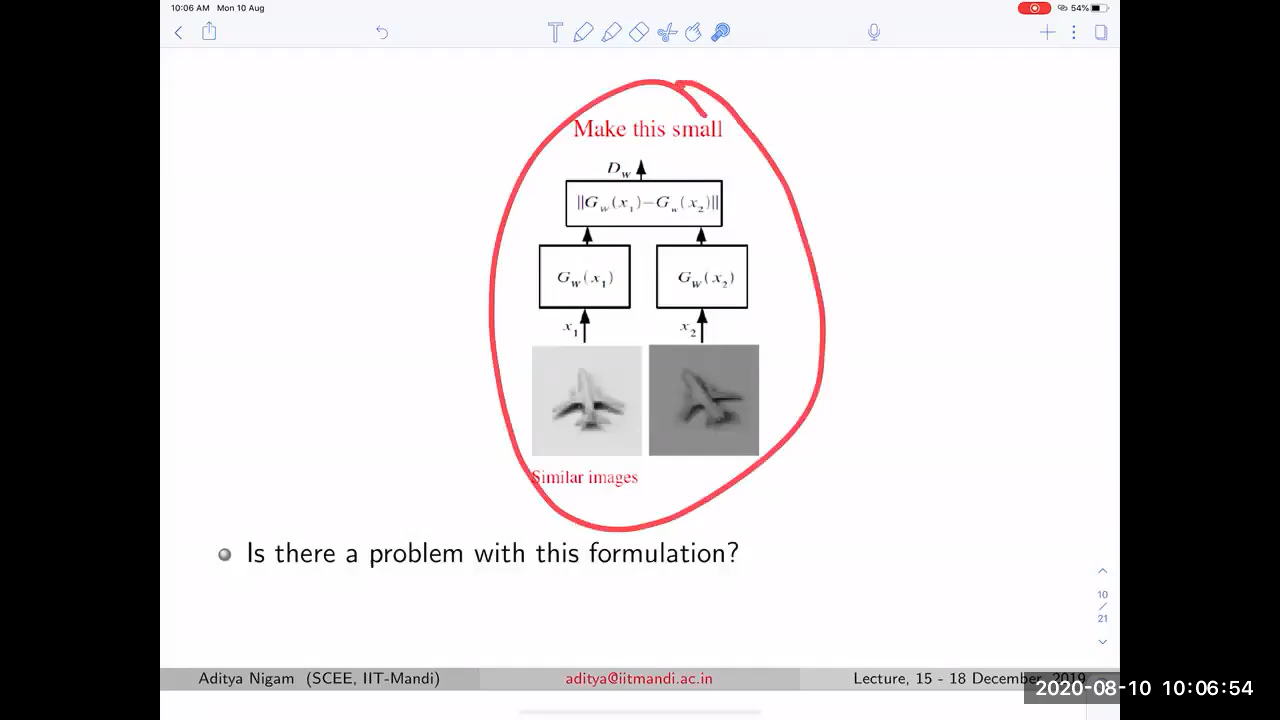 10:06 AM Mon 10 Aug
54%
T
Make this small
D_W
||G_W(x_1)−G_w(x_2)||
G_W(x_1)
G_W(x_2)
x_1
x_2
Similar images
Is there a problem with this formulation?
10
/
21
Aditya Nigam (SCEE, IIT-Mandi)
aditya@iitmandi.ac.in
Lecture, 15 - 18 December, 2019
2020-08-10 10:06:54